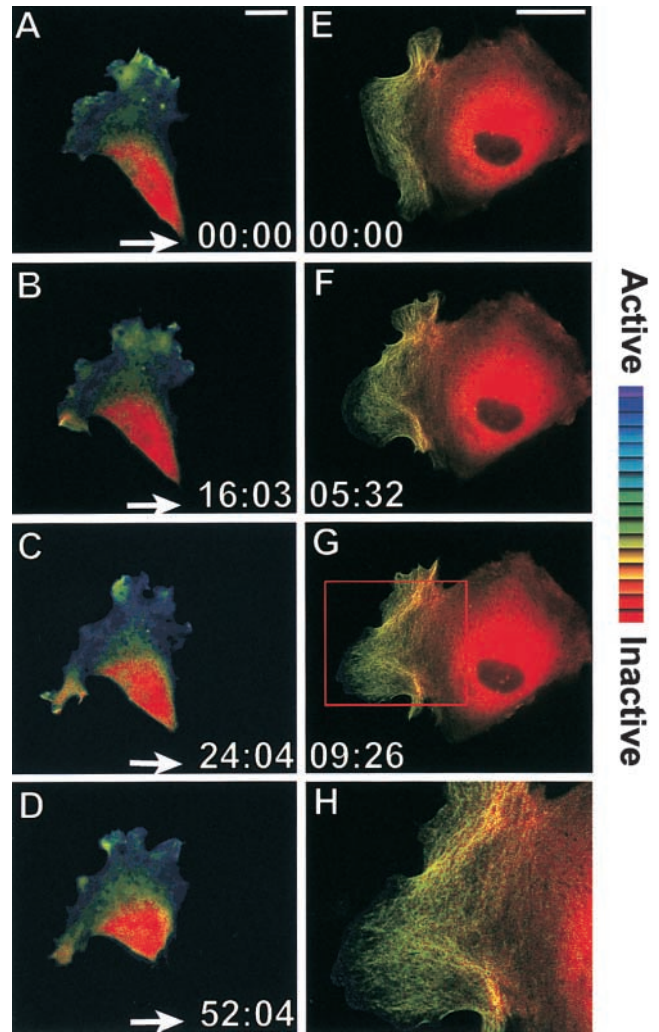 A
00:00
B
16:03
C
24:04
D
52:04
E
00:00
F
05:32
G
09:26
H
Active
Inactive